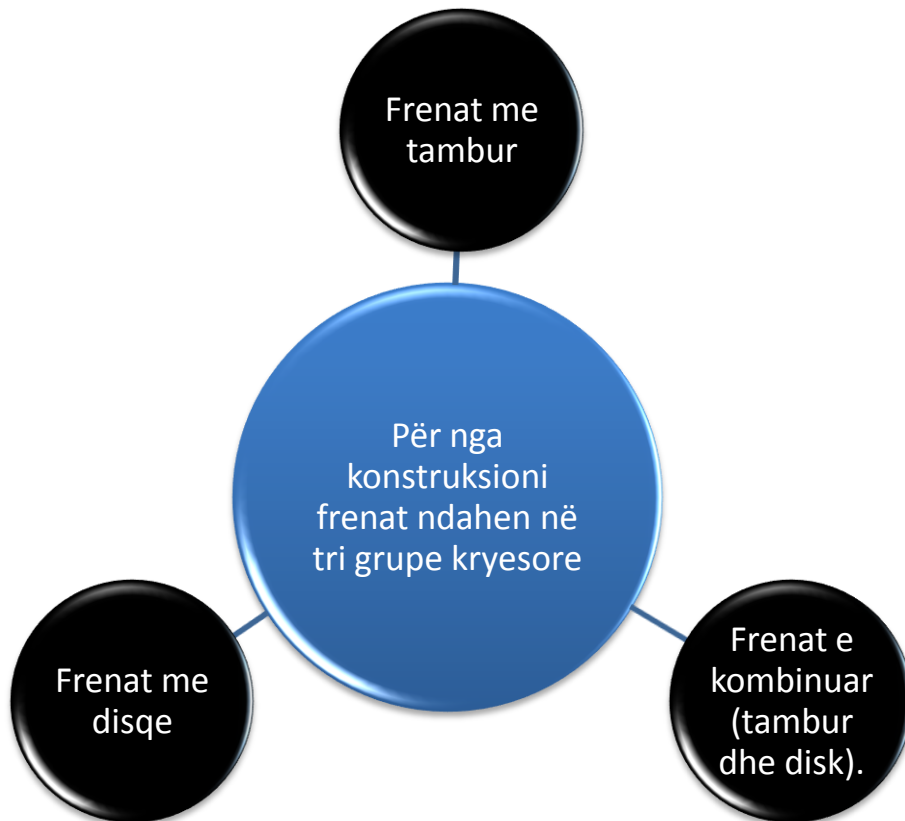 Frenat me
tambur
Për nga
konstruksioni
frenat ndahen në
tri grupe kryesore
Frenat me
disqe
Frenat e
kombinuar
(tambur
dhe disk).